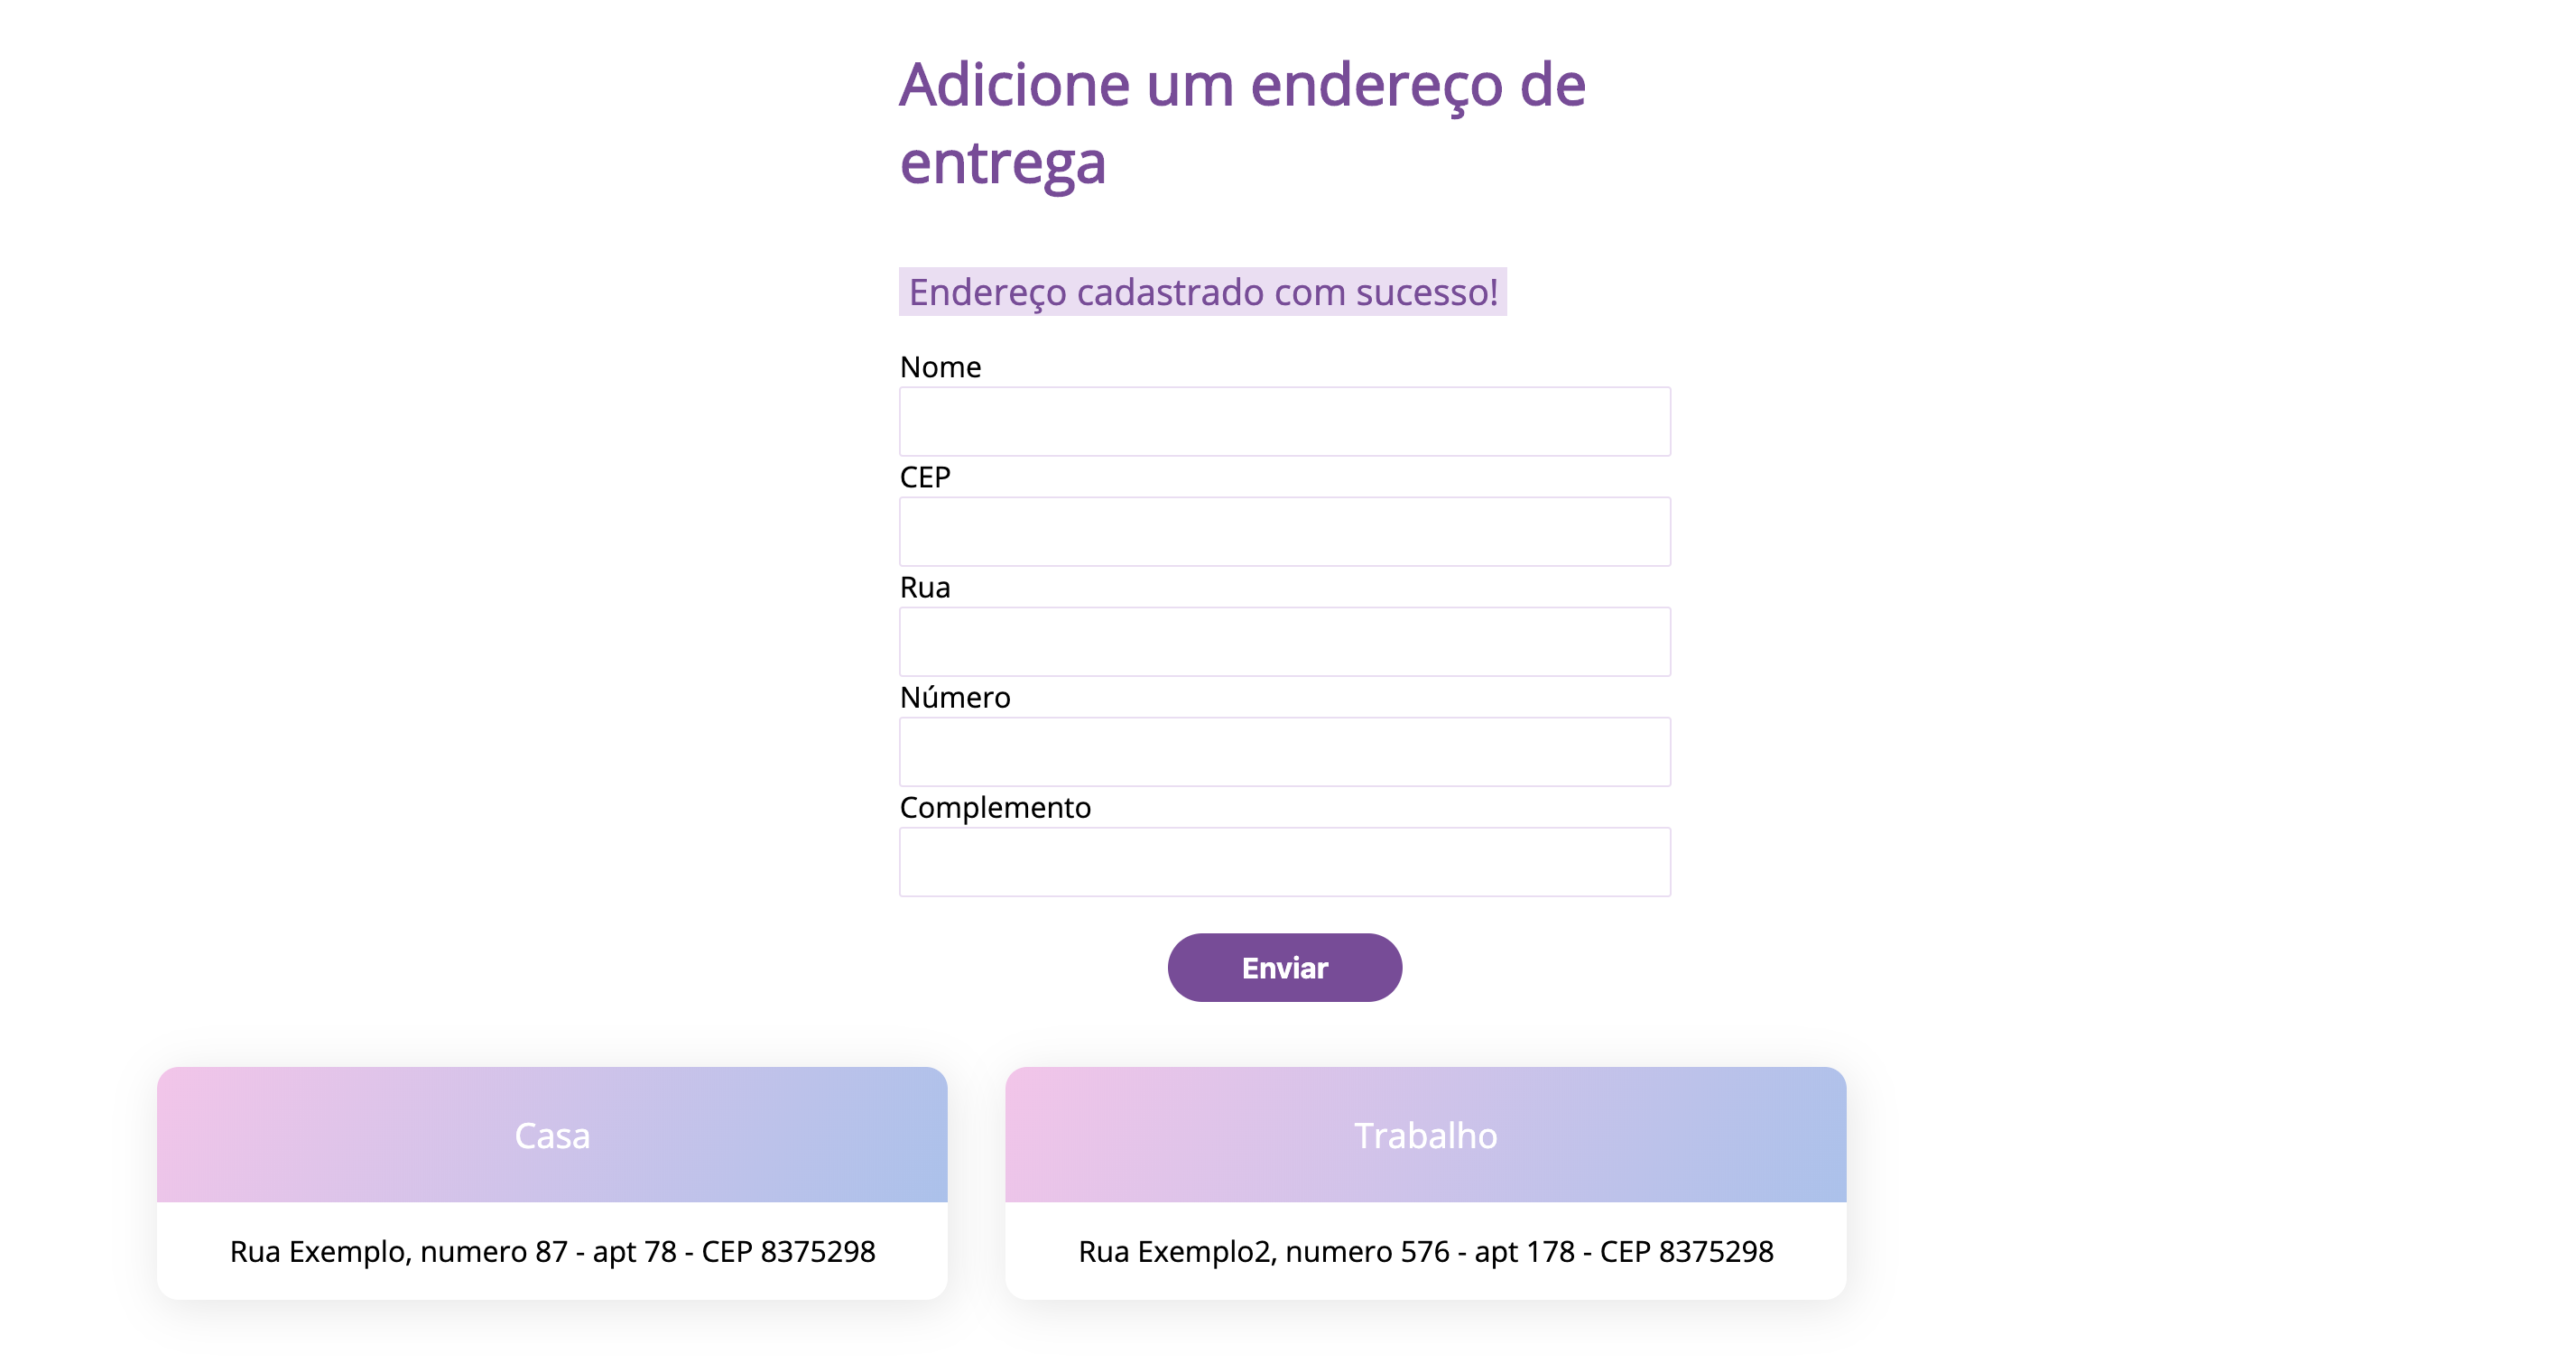 Adicione um endereço de
entrega
Endereço cadastrado com sucesso!
Nome
CEP
Rua
Número
Complemento
Enviar
Casa
Rua Exemplo, numero 87 - apt 78 - CEP 8375298
Trabalho
Rua Exemplo2, numero 576 - apt 178 - CEP 8375298